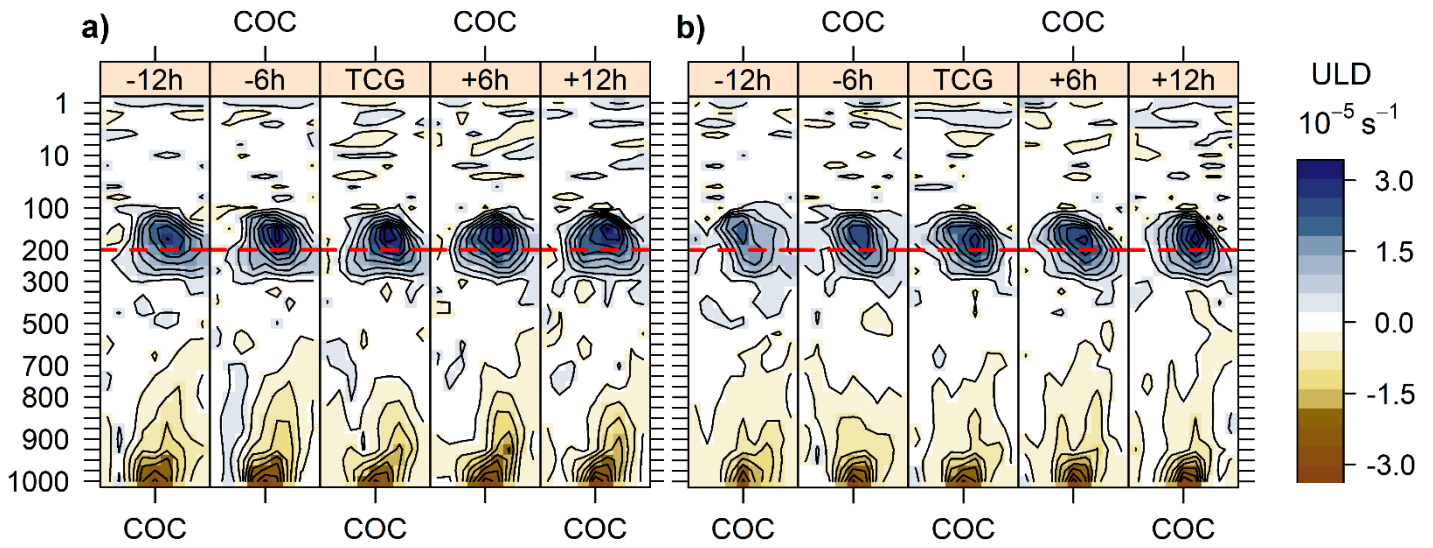 a) COC COC
b) COC COC
-12h -6h TCG +6h +12h
-12h -6h TCG +6h +12h
ULD
10⁻⁵ s⁻¹
1
10
100
200
300
500
700
800
900
1000
3.0
1.5
0.0
-1.5
-3.0
COC COC COC
COC COC COC